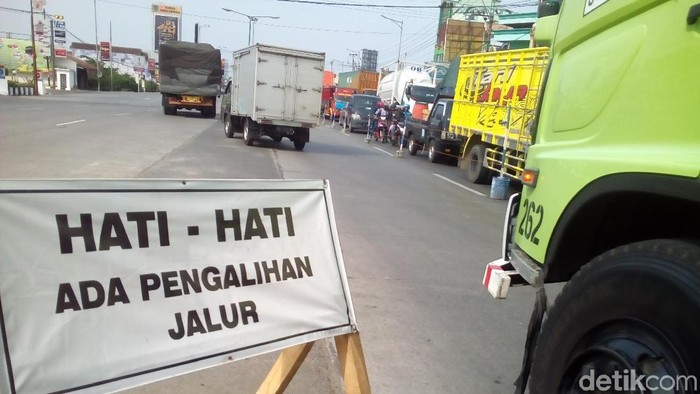 HATI - HATI
ADA PENGALIHAN
JALUR
262
detikcom